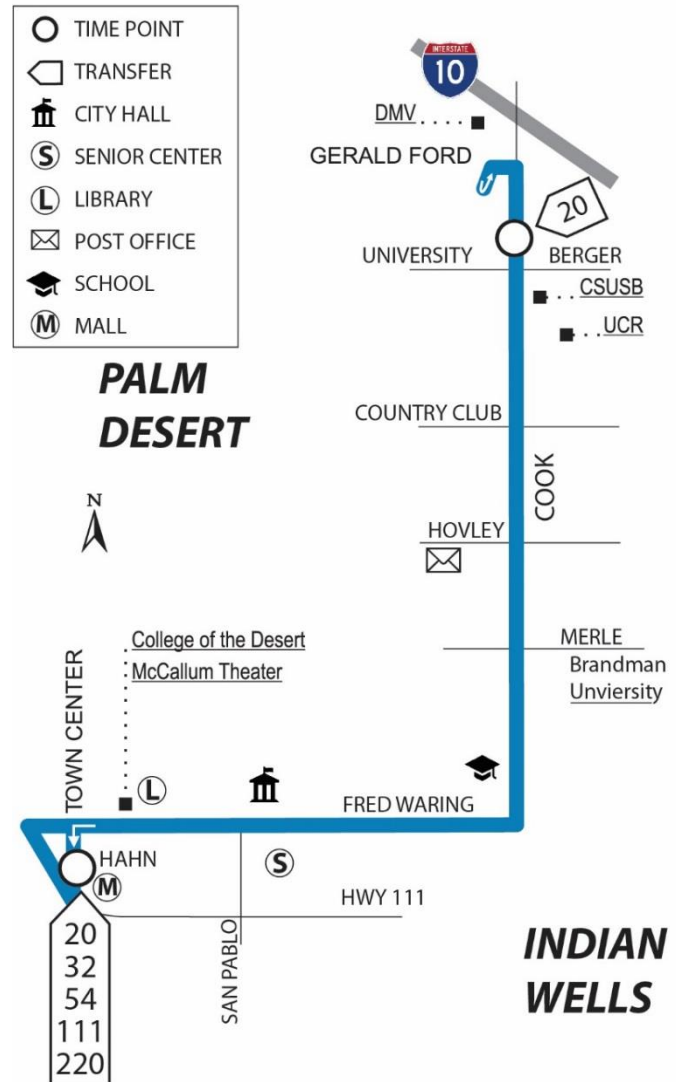 TIME POINT
TRANSFER
CITY HALL
S SENIOR CENTER
L LIBRARY
POST OFFICE
SCHOOL
M MALL
INTERSTATE
10
DMV
GERALD FORD
20
UNIVERSITY
BERGER
CSUSB
UCR
PALM
DESERT
COUNTRY CLUB
COOK
N
HOVLEY
MERLE
Brandman
Unviersity
College of the Desert
McCallum Theater
TOWN CENTER
L
FRED WARING
HAHN
M
S
HWY 111
SAN PABLO
20
32
54
111
220
INDIAN
WELLS